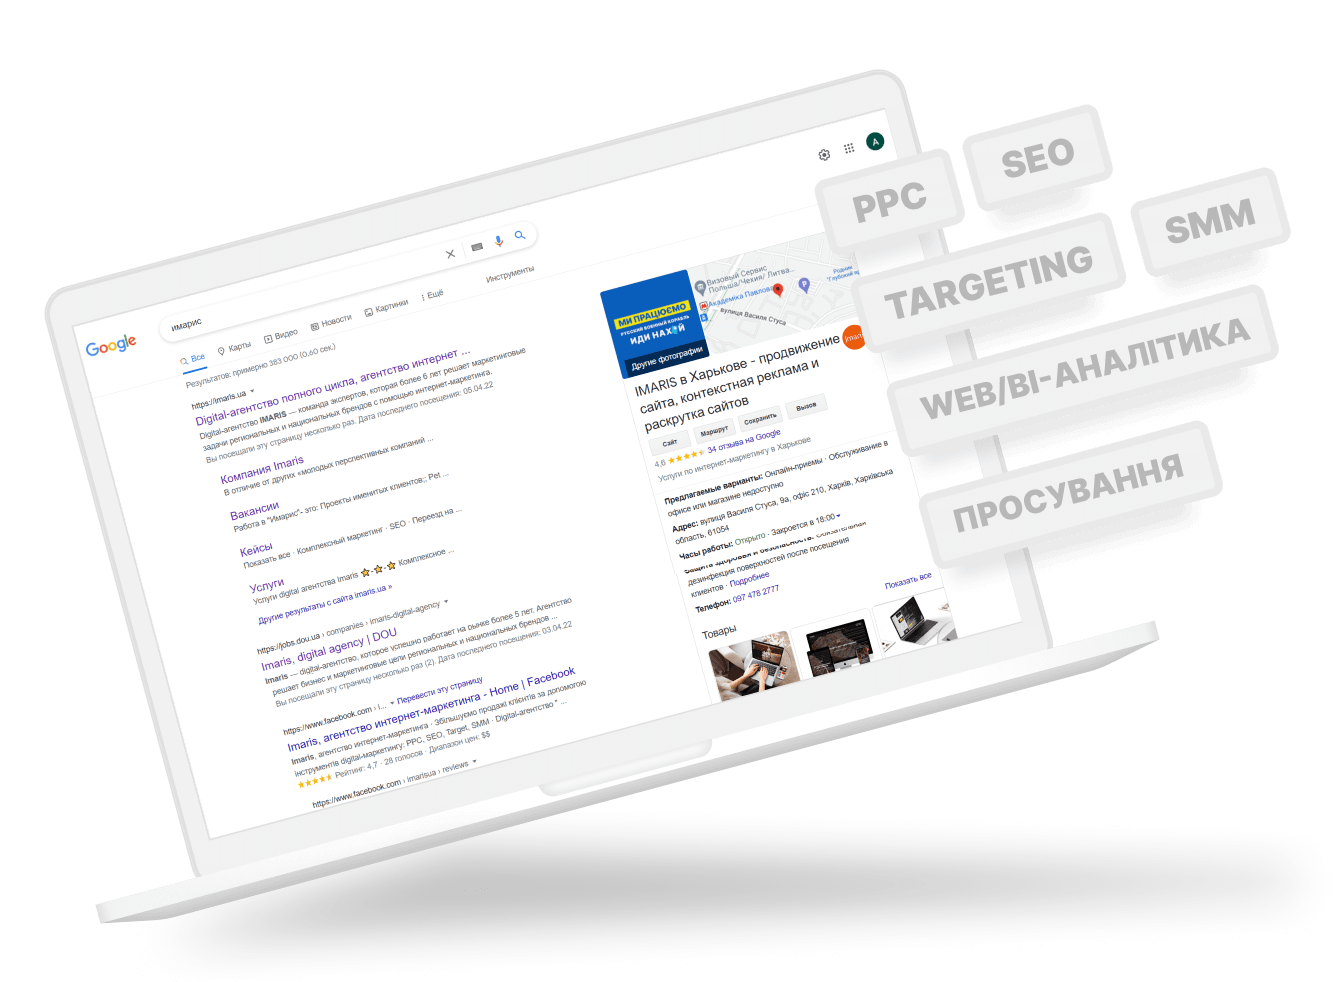 Google
имарис
Все
Карты
Видео
Новости
Картинки
Ещё
Инструменты
Результатов: примерно 383 000 (0,60 сек.)
https://imaris.ua
Digital-агентство полного цикла, агентство интернет ...
Digital-агентство IMARIS — команда экспертов, которая более 6 лет решает маркетинговые
задачи региональных и национальных брендов с помощью интернет-маркетинга.
Вы посещали эту страницу несколько раз. Дата последнего посещения: 05.04.22
Компания Imaris
В отличие от других «молодых перспективных компаний ...
Вакансии
Работа в "Имарис"- это: Проекты именитых клиентов:, Pet ...
Кейсы
Показать все · Комплексный маркетинг · SEO · Переезд на ...
Услуги
Услуги digital агентства Imaris ⭐-⭐-⭐ Комплексное ...
Другие результаты с сайта imaris.ua »
https://jobs.dou.ua › companies › imaris-digital-agency
Imaris, digital agency | DOU
Imaris — digital-агентство, которое успешно работает на рынке более 5 лет. Агентство
решает бизнес и маркетинговые цели региональных и национальных брендов ...
Вы посещали эту страницу несколько раз (2). Дата последнего посещения: 03.04.22
https://www.facebook.com › i... Перевести эту страницу
Imaris, агентство интернет-маркетинга - Home | Facebook
Imaris, агентство интернет-маркетинга · Збільшуємо продажі клієнтів за допомогою
інструментів digital-маркетингу: PPC, SEO, Target, SMM · Digital-агентство " ...
Рейтинг: 4,7 · 28 голосов · Диапазон цен: $$
https://www.facebook.com › imarisua › reviews
A
МИ ПРАЦЮЄМО
РУССКИЙ ВОЕННЫЙ КОРАБЛЬ
ИДИ НАХ Й
Другие фотографии
Визовый Сервис
Польша/Чехия/ Литва...
Академіка Павлова
вулиця Василя Стуса
Родник
"Глубокий
imaris
IMARIS в Харькове - продвижение
сайта, контекстная реклама и
раскрутка сайтов
Сайт
Маршрут
Сохранить
Вызов
4,6 34 отзыва на Google
Услуги по интернет-маркетингу в Харькове
Предлагаемые варианты: Онлайн-приемы · Обслуживание в
офисе или магазине недоступно
Адрес: вулиця Василя Стуса, 9а, офіс 210, Харків, Харківська
область, 61054
Часы работы: Открыто · Закроется в 18:00
Защита здоровья и безопасность: Обязательная
дезинфекция поверхностей после посещения
клиентов · Подробнее
Телефон: 097 478 2777
Товары
Показать все
PPC
SEO
SMM
TARGETING
WEB/BI-АНАЛІТИКА
ПРОСУВАННЯ